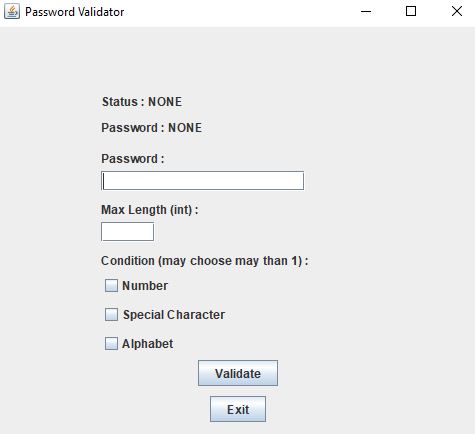 Password Validator
Status : NONE
Password : NONE
Password :
Max Length (int) :
Condition (may choose may than 1) :
Number
Special Character
Alphabet
Validate
Exit